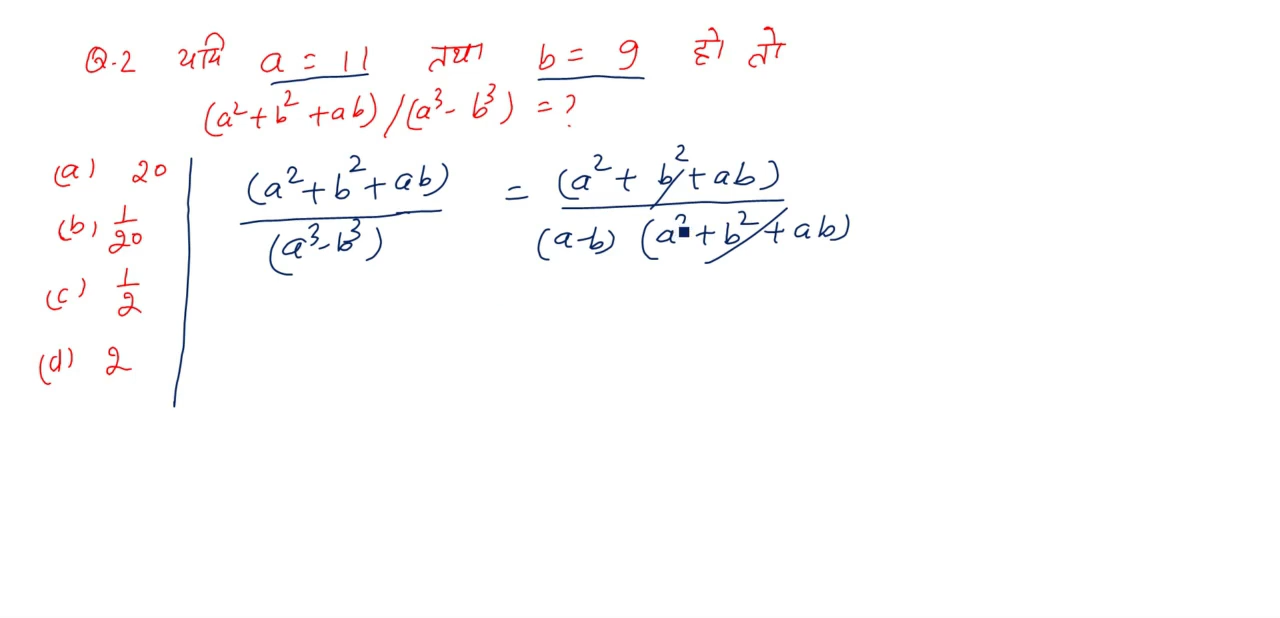 Q.2 यदि a = 11 तथा b = 9 हो तो
(a²+b²+ab)/(a³-b³) = ?
(a) 20
(b) 1/20
(c) 1/2
(d) 2
(a²+b²+ab)/(a³-b³) = (a²+b²+ab)/(a-b)(a²+b²+ab)